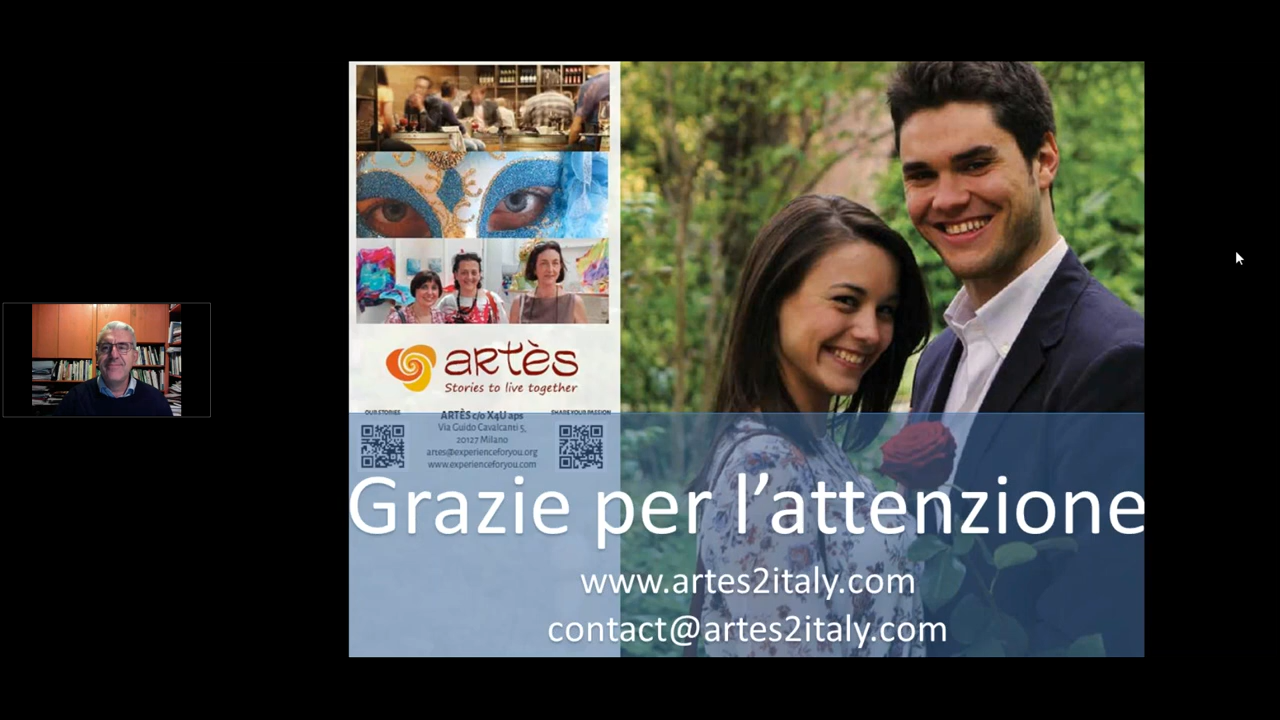 artès
Stories to live together
OUR STORIES
ARTÈS c/o X4U aps
SHARE YOUR PASSION
Via Guido Cavalcanti 5,
20127 Milano
artes@experienceforyou.org
www.experienceforyou.com
Grazie per l’attenzione
www.artes2italy.com
contact@artes2italy.com